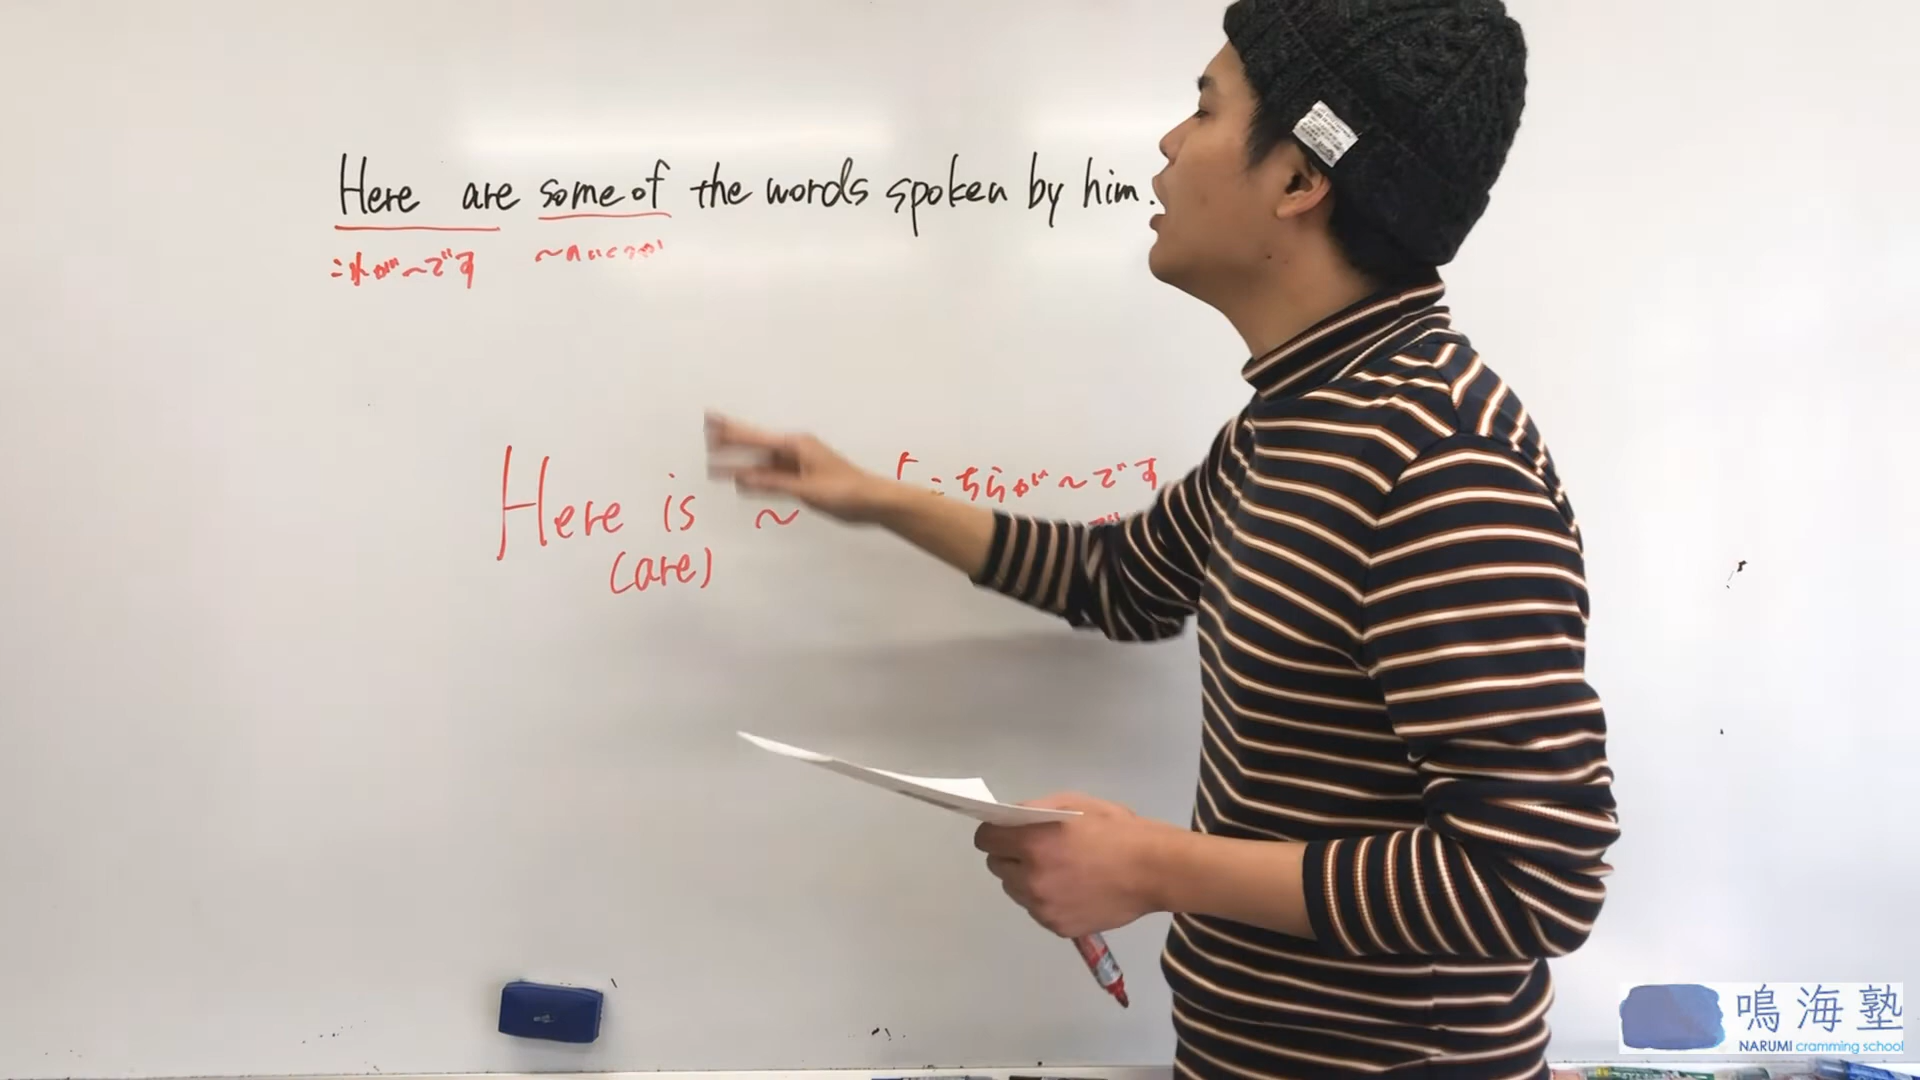 Here are some of the words spoken by him.
これが〜です 〜のいくつか
Here is 〜
「こちらが〜です
(are)
鳴海塾
NARUMI cramming school